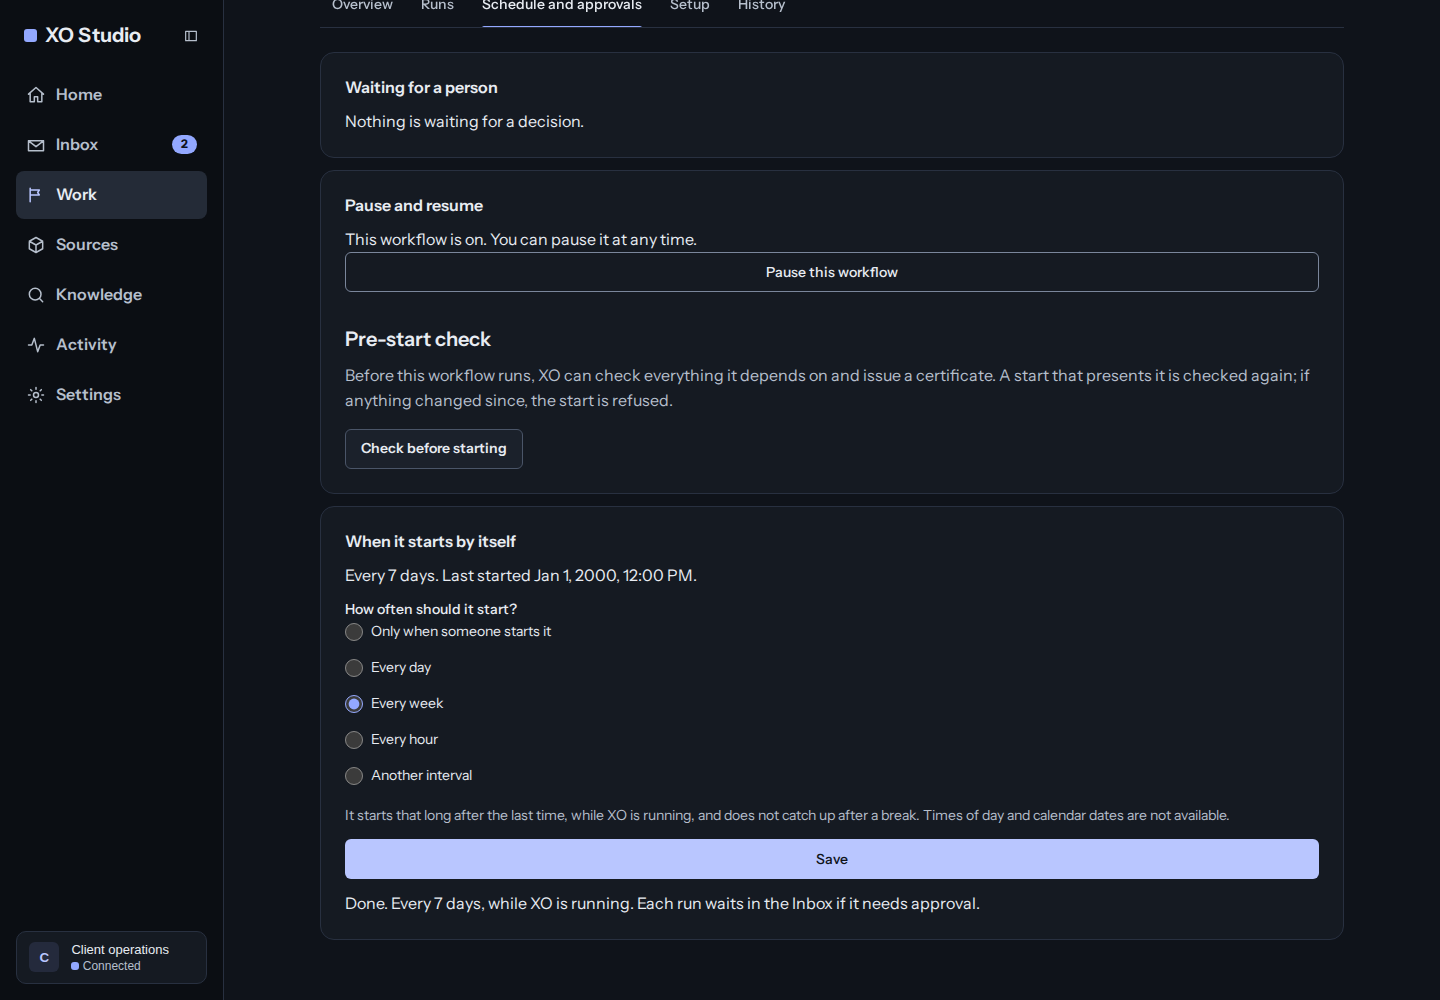 XO Studio
Home
Inbox
2
Work
Sources
Knowledge
Activity
Settings
Client operations
C
Connected
Overview
Runs
Schedule and approvals
Setup
History
Waiting for a person
Nothing is waiting for a decision.
Pause and resume
This workflow is on. You can pause it at any time.
Pause this workflow
Pre-start check
Before this workflow runs, XO can check everything it depends on and issue a certificate. A start that presents it is checked again; if
anything changed since, the start is refused.
Check before starting
When it starts by itself
Every 7 days. Last started Jan 1, 2000, 12:00 PM.
How often should it start?
Only when someone starts it
Every day
Every week
Every hour
Another interval
It starts that long after the last time, while XO is running, and does not catch up after a break. Times of day and calendar dates are not available.
Save
Done. Every 7 days, while XO is running. Each run waits in the Inbox if it needs approval.